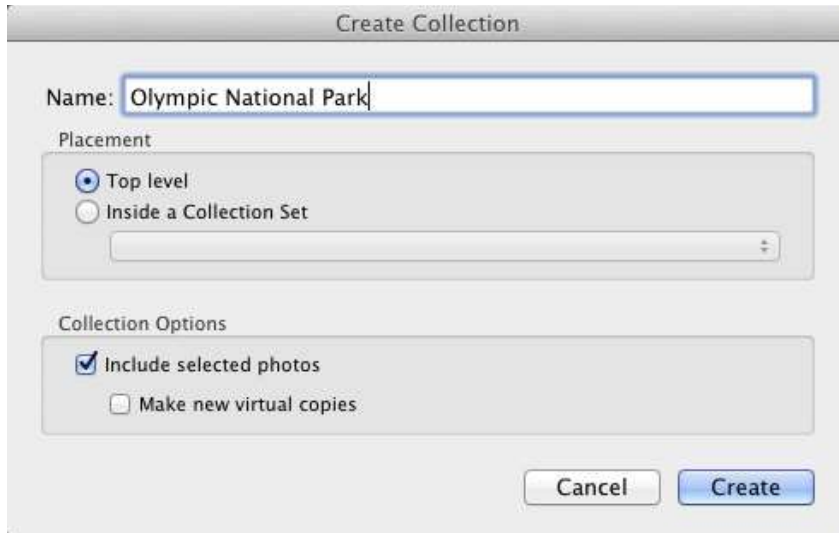 Create Collection
Name: Olympic National Park
Placement
Top level
Inside a Collection Set
Collection Options
Include selected photos
Make new virtual copies
Cancel Create